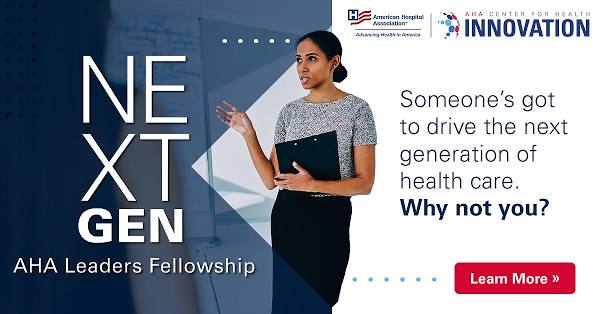 American Hospital
Association™
Advancing Health in America
AHA CENTER FOR HEALTH
INNOVATION
NE
XT
GEN
AHA Leaders Fellowship
Someone's got
to drive the next
generation of
health care.
Why not you?
Learn More »